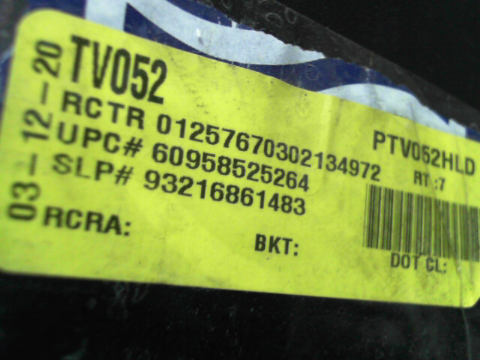 03-12-20
TV052
RCTR 01257670302134972
PTV052HLD
UPC# 60958525264
RT :7
SLP# 93216861483
RCRA:
BKT:
DOT CL: